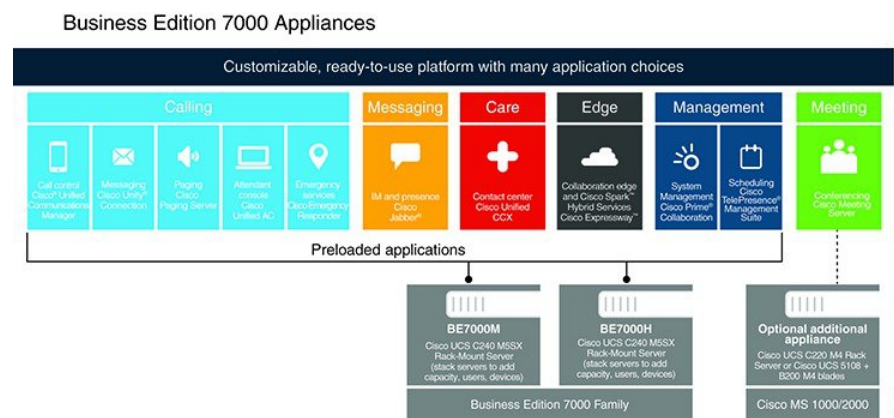 Business Edition 7000 Appliances
Customizable, ready-to-use platform with many application choices
Calling
Messaging
Care
Edge
Management
Meeting
Call control
Cisco® Unified
Communications
Manager
Messaging
Cisco Unity®
Connection
Paging
Cisco
Paging Server
Attendant
console
Cisco
Unified AC
Emergency
services
Cisco Emergency
Responder
IM and presence
Cisco
Jabber®
Contact center
Cisco Unified
CCX
Collaboration edge
and Cisco Spark™
Hybrid Services
Cisco Expressway™
System
Management
Cisco Prime®
Collaboration
Scheduling
Cisco
TelePresence®
Management
Suite
Conferencing
Cisco Meeting
Server
Preloaded applications
BE7000M
Cisco UCS C240 M5SX
Rack-Mount Server
(stack servers to add
capacity, users, devices)
BE7000H
Cisco UCS C240 M5SX
Rack-Mount Server
(stack servers to add
capacity, users, devices)
Business Edition 7000 Family
Optional additional
appliance
Cisco UCS C220 M4 Rack
Server or Cisco UCS 5108 +
B200 M4 blades
Cisco MS 1000/2000